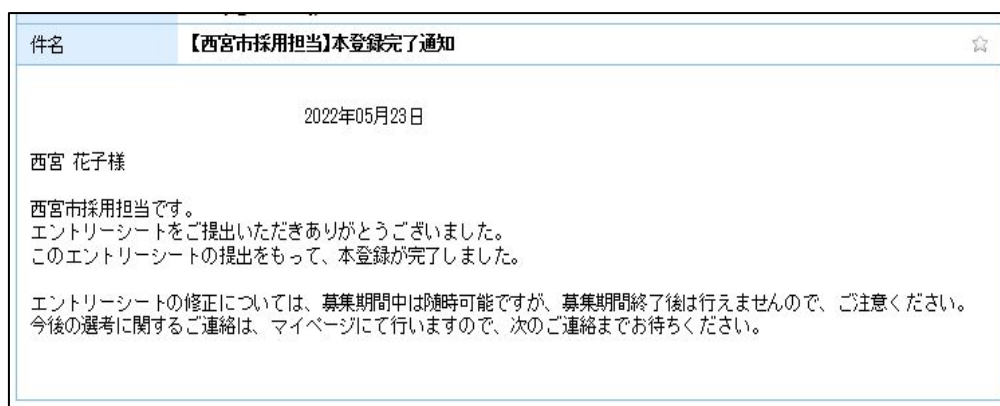 件名 【西宮市採用担当】本登録完了通知
2022年05月23日
西宮 花子様
西宮市採用担当です。
エントリーシートをご提出いただきありがとうございました。
このエントリーシートの提出をもって、本登録が完了しました。
エントリーシートの修正については、募集期間中は随時可能ですが、募集期間終了後は行えませんので、ご注意ください。
今後の選考に関するご連絡は、マイページにて行いますので、次のご連絡までお待ちください。